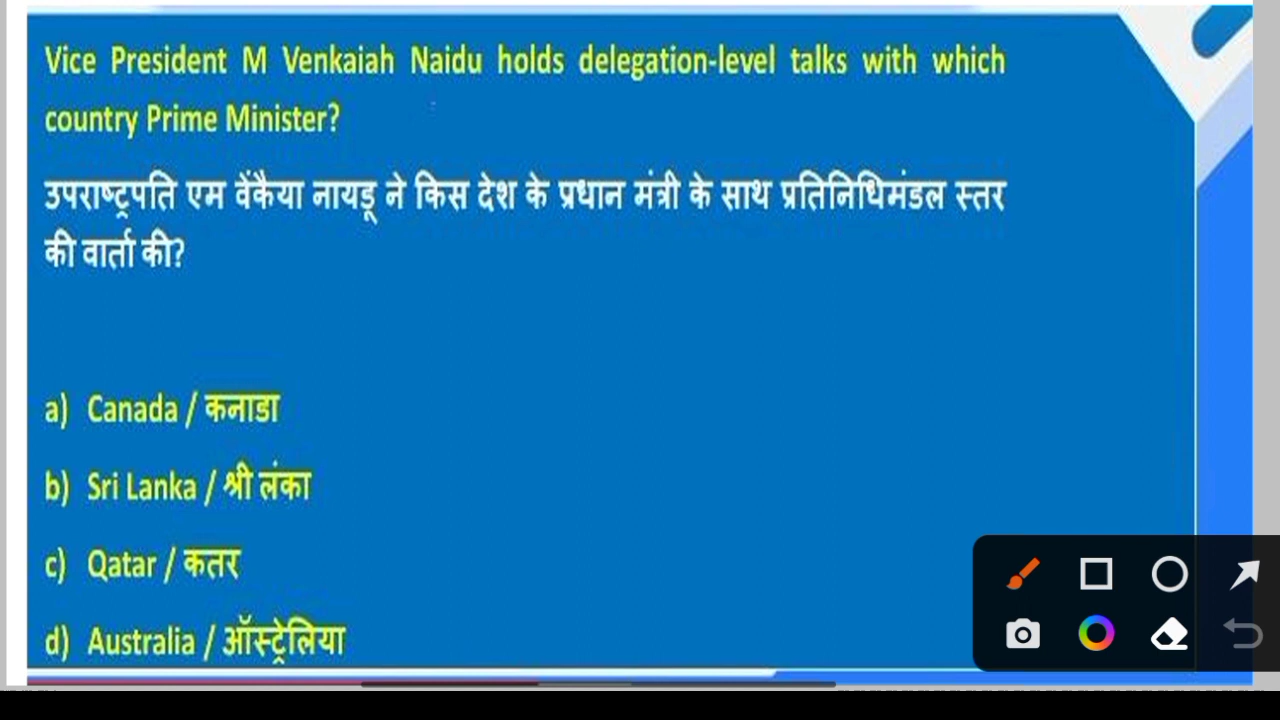 Vice President M Venkaiah Naidu holds delegation-level talks with which
country Prime Minister?
उपराष्ट्रपति एम वेंकैया नायडू ने किस देश के प्रधान मंत्री के साथ प्रतिनिधिमंडल स्तर
की वार्ता की?
a) Canada / कनाडा
b) Sri Lanka / श्री लंका
c) Qatar / कतर
d) Australia / ऑस्ट्रेलिया